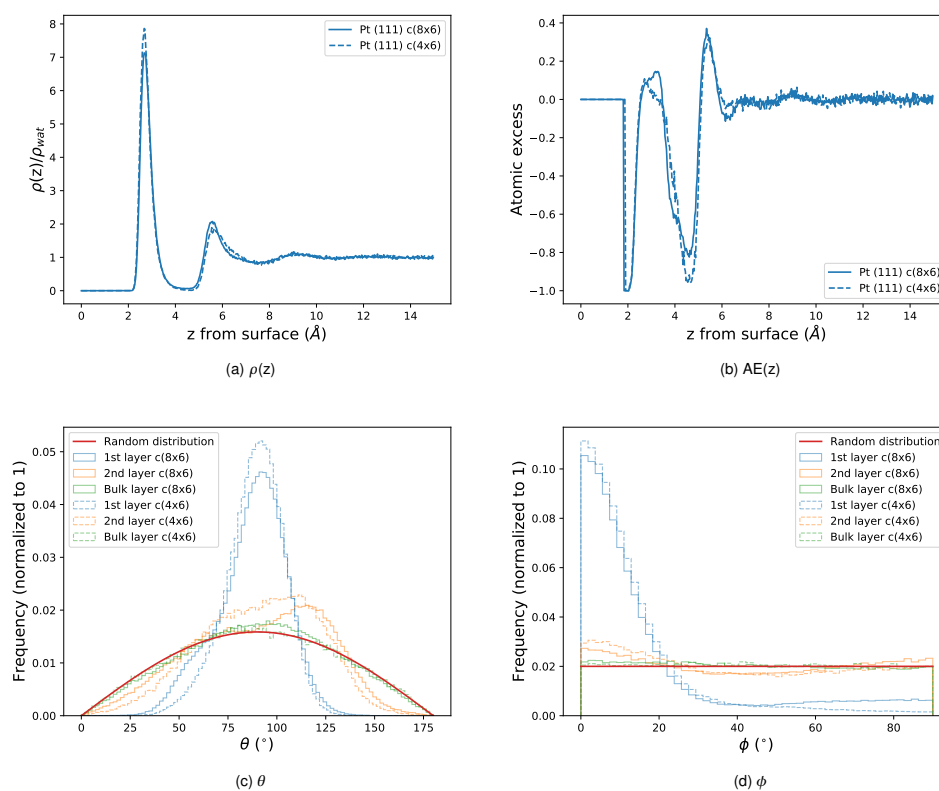 8
7
6
5
4
3
2
1
0
ρ(z)/ρwat
Pt (111) c(8x6)
Pt (111) c(4x6)
0 2 4 6 8 10 12 14
z from surface (Å)
(a) ρ(z)
0.4
0.2
0.0
−0.2
−0.4
−0.6
−0.8
−1.0
Atomic excess
Pt (111) c(8x6)
Pt (111) c(4x6)
0 2 4 6 8 10 12 14
z from surface (Å)
(b) AE(z)
0.05
0.04
0.03
0.02
0.01
0.00
Frequency (normalized to 1)
Random distribution
1st layer c(8x6)
2nd layer c(8x6)
Bulk layer c(8x6)
1st layer c(4x6)
2nd layer c(4x6)
Bulk layer c(4x6)
0 25 50 75 100 125 150 175
θ (°)
(c) θ
0.10
0.08
0.06
0.04
0.02
0.00
Frequency (normalized to 1)
Random distribution
1st layer c(8x6)
2nd layer c(8x6)
Bulk layer c(8x6)
1st layer c(4x6)
2nd layer c(4x6)
Bulk layer c(4x6)
0 20 40 60 80
ϕ (°)
(d) ϕ